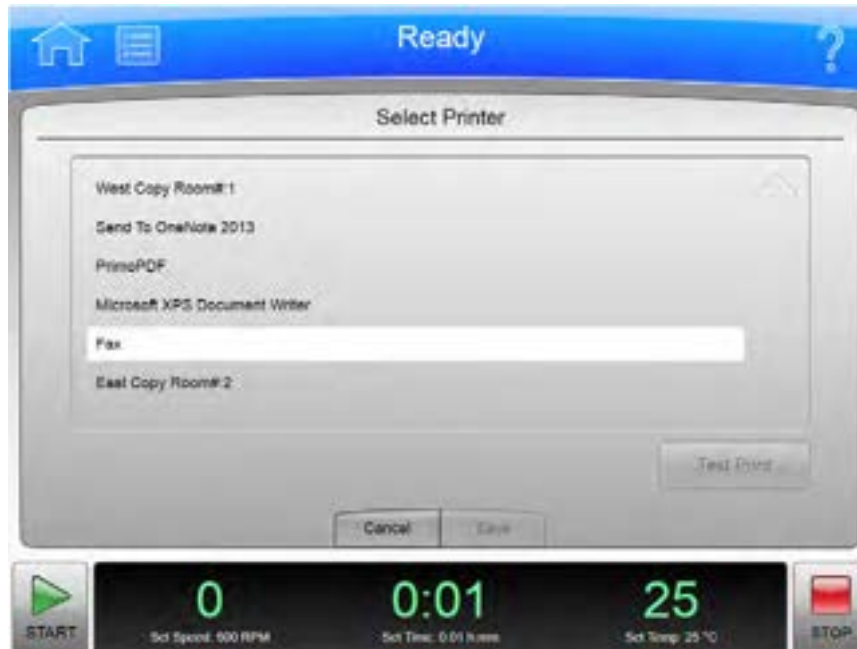 Ready
?
Select Printer
West Copy Room#:1
Send To OneNote 2013
PrimoPDF
Microsoft XPS Document Writer
Fax
East Copy Room#:2
Test Print
Cancel Save
0 0:01 25
START Set Speed: 500 RPM Set Time: 0:01 h:mm Set Temp: 25 °C STOP